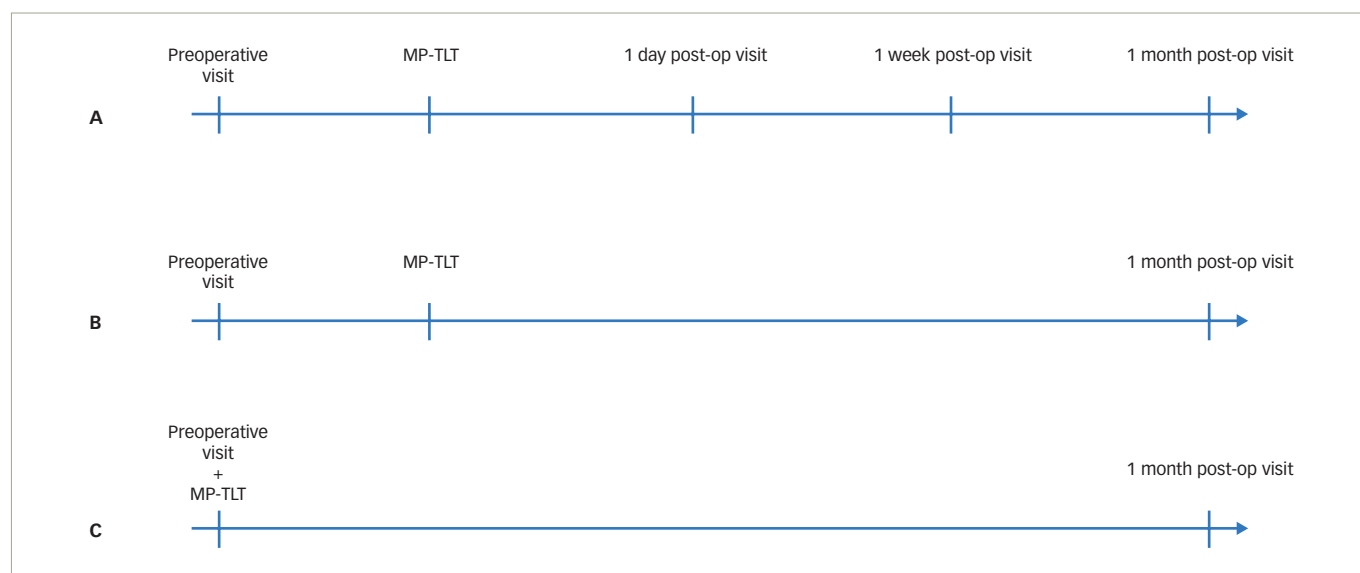 Preoperative
visit
MP-TLT
1 day post-op visit
1 week post-op visit
1 month post-op visit
A
Preoperative
visit
MP-TLT
1 month post-op visit
B
Preoperative
visit
+
MP-TLT
1 month post-op visit
C